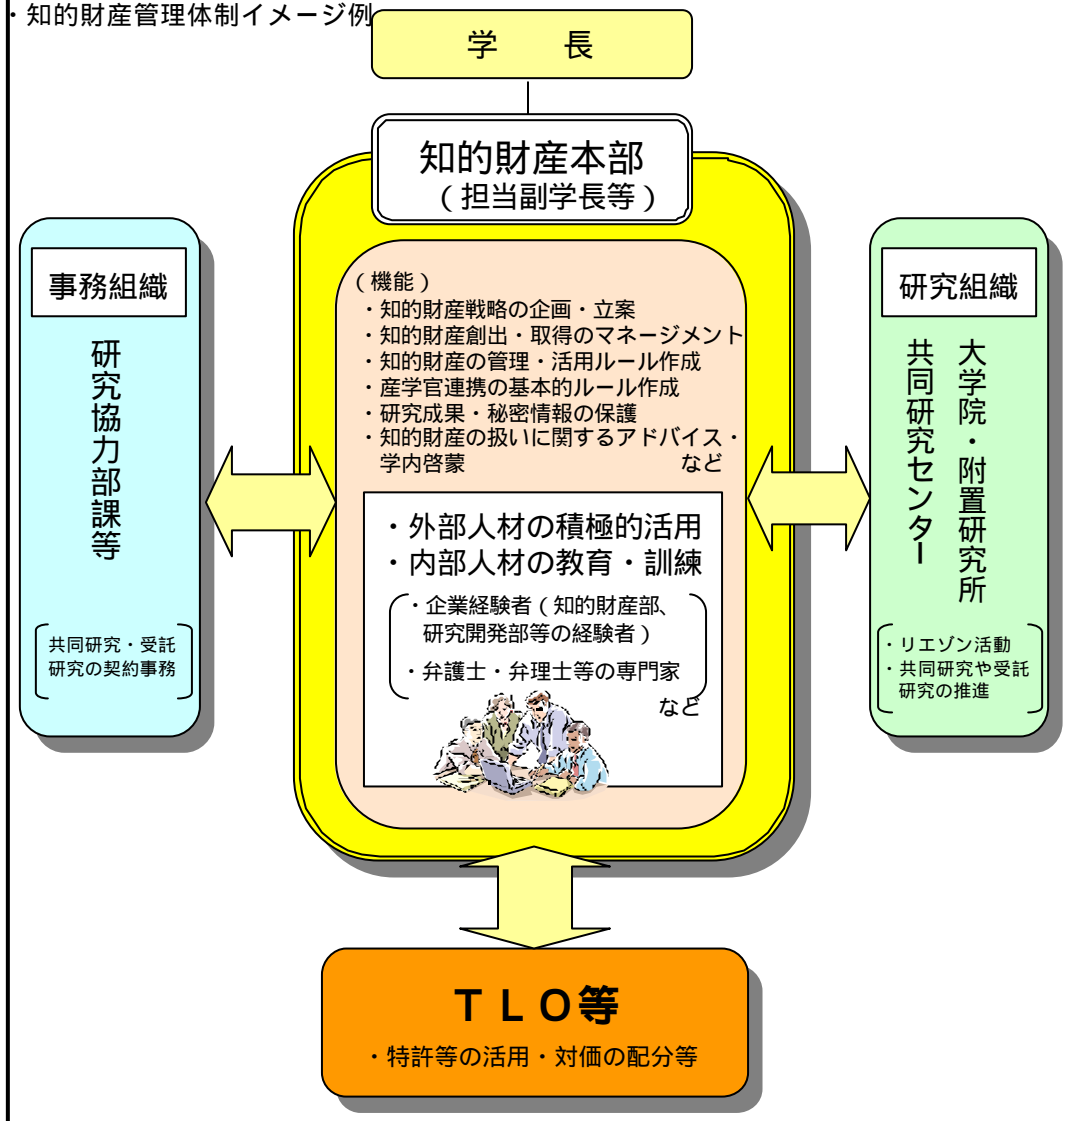 ・知的財産管理体制イメージ例
学　長
知的財産本部
（担当副学長等）
事務組織
研究協力部課等
共同研究・受託
研究の契約事務
（機能）
・知的財産戦略の企画・立案
・知的財産創出・取得のマネージメント
・知的財産の管理・活用ルール作成
・産学官連携の基本的ルール作成
・研究成果・秘密情報の保護
・知的財産の扱いに関するアドバイス・
学内啓蒙　など
・外部人材の積極的活用
・内部人材の教育・訓練
・企業経験者（知的財産部、
研究開発部等の経験者）
・弁護士・弁理士等の専門家
など
研究組織
大学院・附置研究所
共同研究センター
・リエゾン活動
・共同研究や受託
研究の推進
ＴＬＯ等
・特許等の活用・対価の配分等